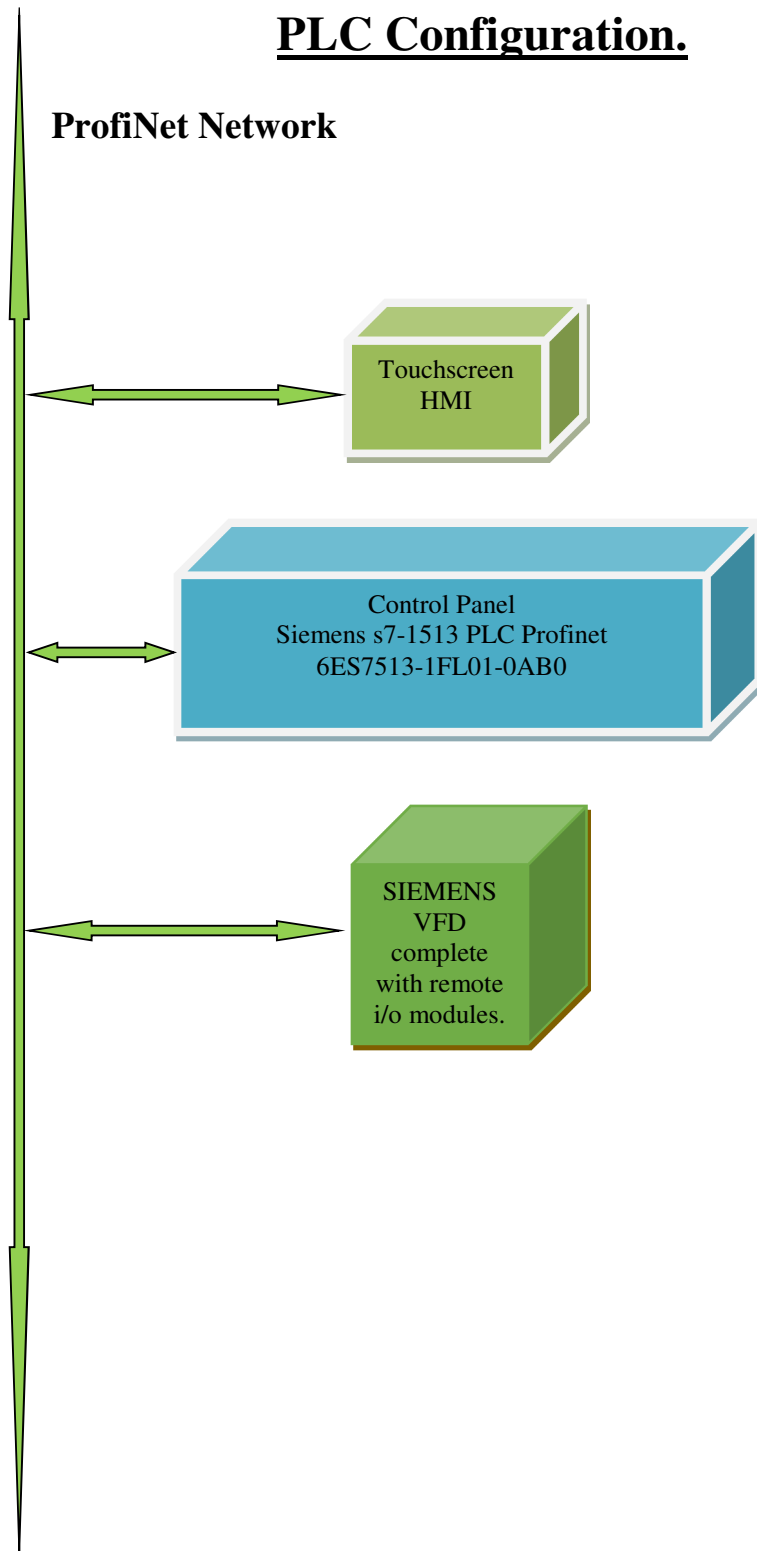 PLC Configuration.
ProfiNet Network
Touchscreen
HMI
Control Panel
Siemens s7-1513 PLC Profinet
6ES7513-1FL01-0AB0
SIEMENS
VFD
complete
with remote
i/o modules.